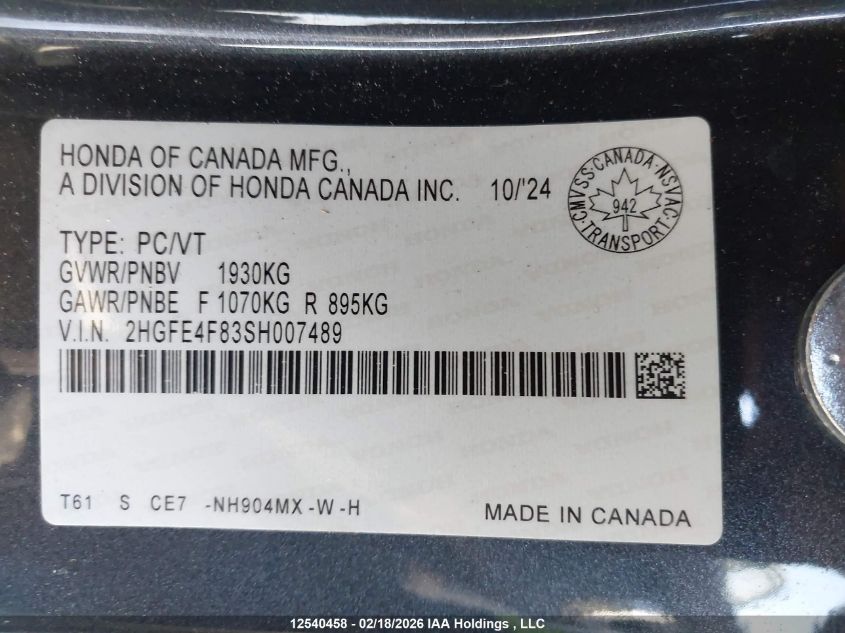 HONDA OF CANADA MFG.,
A DIVISION OF HONDA CANADA INC. 10/'24
CMVSS·CANADA·NSVAC
942
TRANSPORT
TYPE: PC/VT
GVWR/PNBV 1930KG
GAWR/PNBE F 1070KG R 895KG
V.I.N. 2HGFE4F83SH007489
T61 S CE7 -NH904MX -W -H
MADE IN CANADA
12540458 - 02/18/2026 IAA Holdings , LLC